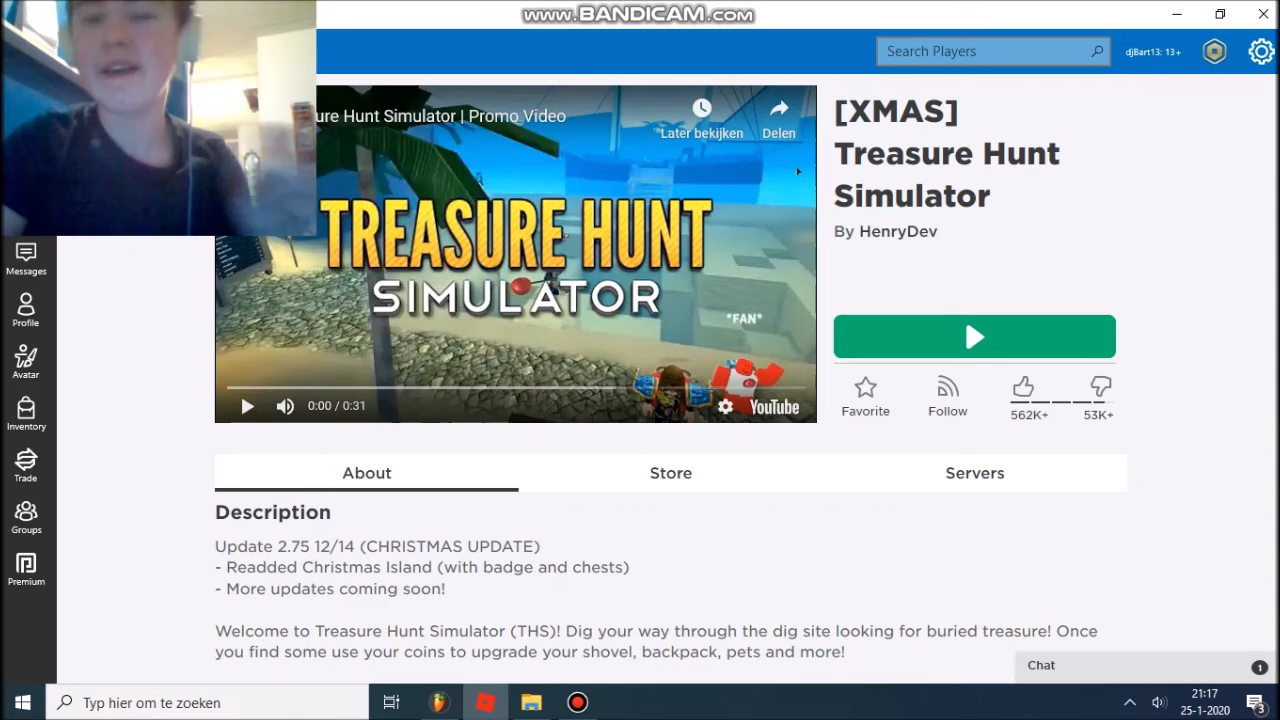 www.BANDICAM.com
Search Players
djBart13: 13+
ure Hunt Simulator | Promo Video
Later bekijken
Delen
TREASURE HUNT
SIMULATOR
*FAN*
0:00 / 0:31
YouTube
[XMAS]
Treasure Hunt
Simulator
By HenryDev
Favorite
Follow
562K+
53K+
Messages
Profile
Avatar
Inventory
Trade
Groups
Premium
About
Store
Servers
Description
Update 2.75 12/14 (CHRISTMAS UPDATE)
- Readded Christmas Island (with badge and chests)
- More updates coming soon!
Welcome to Treasure Hunt Simulator (THS)! Dig your way through the dig site looking for buried treasure! Once
you find some use your coins to upgrade your shovel, backpack, pets and more!
Chat
1
Typ hier om te zoeken
21:17
25-1-2020
3